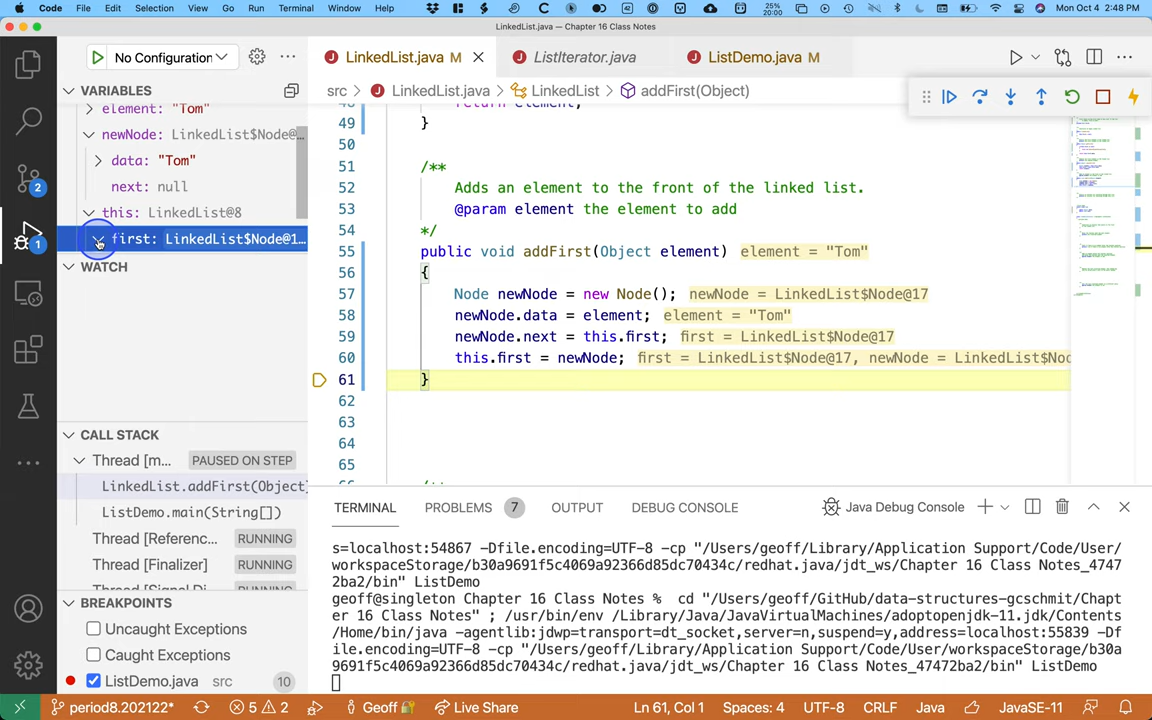 Code File Edit Selection View Go Run Terminal Window Help 25% 20:00 Mon Oct 4 2:48 PM
LinkedList.java — Chapter 16 Class Notes
No Configuration
LinkedList.java M
ListIterator.java
ListDemo.java M
VARIABLES
src > LinkedList.java > LinkedList > addFirst(Object)
element: "Tom"
newNode: LinkedList$Node@...
data: "Tom"
next: null
this: LinkedList@8
first: LinkedList$Node@1...
WATCH
CALL STACK
Thread [m... PAUSED ON STEP
LinkedList.addFirst(Object
ListDemo.main(String[])
Thread [Referenc... RUNNING
Thread [Finalizer] RUNNING
BREAKPOINTS
Uncaught Exceptions
Caught Exceptions
ListDemo.java src 10
2
1
return element;
49 }
50
51 /**
52 Adds an element to the front of the linked list.
53 @param element the element to add
54 */
55 public void addFirst(Object element) element = "Tom"
56 {
57 Node newNode = new Node(); newNode = LinkedList$Node@17
58 newNode.data = element; element = "Tom"
59 newNode.next = this.first; first = LinkedList$Node@17
60 this.first = newNode; first = LinkedList$Node@17, newNode = LinkedList$Nod
61 }
62
63
64
65
TERMINAL PROBLEMS 7 OUTPUT DEBUG CONSOLE Java Debug Console
s=localhost:54867 -Dfile.encoding=UTF-8 -cp "/Users/geoff/Library/Application Support/Code/User/
workspaceStorage/b30a9691f5c4069a92366d85dc70434c/redhat.java/jdt_ws/Chapter 16 Class Notes_4747
2ba2/bin" ListDemo
geoff@singleton Chapter 16 Class Notes % cd "/Users/geoff/GitHub/data-structures-gcschmit/Chapt
er 16 Class Notes" ; /usr/bin/env /Library/Java/JavaVirtualMachines/adoptopenjdk-11.jdk/Contents
/Home/bin/java -agentlib:jdwp=transport=dt_socket,server=n,suspend=y,address=localhost:55839 -Df
ile.encoding=UTF-8 -cp "/Users/geoff/Library/Application Support/Code/User/workspaceStorage/b30a
9691f5c4069a92366d85dc70434c/redhat.java/jdt_ws/Chapter 16 Class Notes_47472ba2/bin" ListDemo
period8.202122* 5 2 Geoff Live Share Ln 61, Col 1 Spaces: 4 UTF-8 CRLF Java JavaSE-11